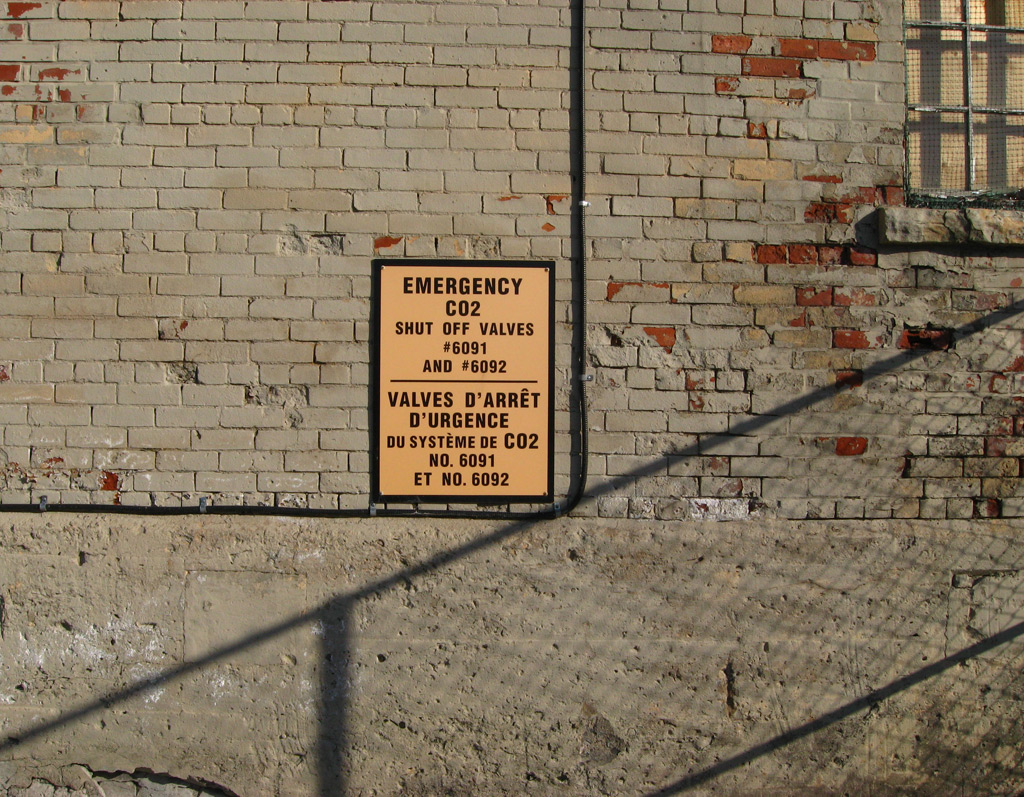 EMERGENCY
CO2
SHUT OFF VALVES
#6091
AND #6092
VALVES D'ARRÊT
D'URGENCE
DU SYSTÈME DE CO2
NO. 6091
ET NO. 6092